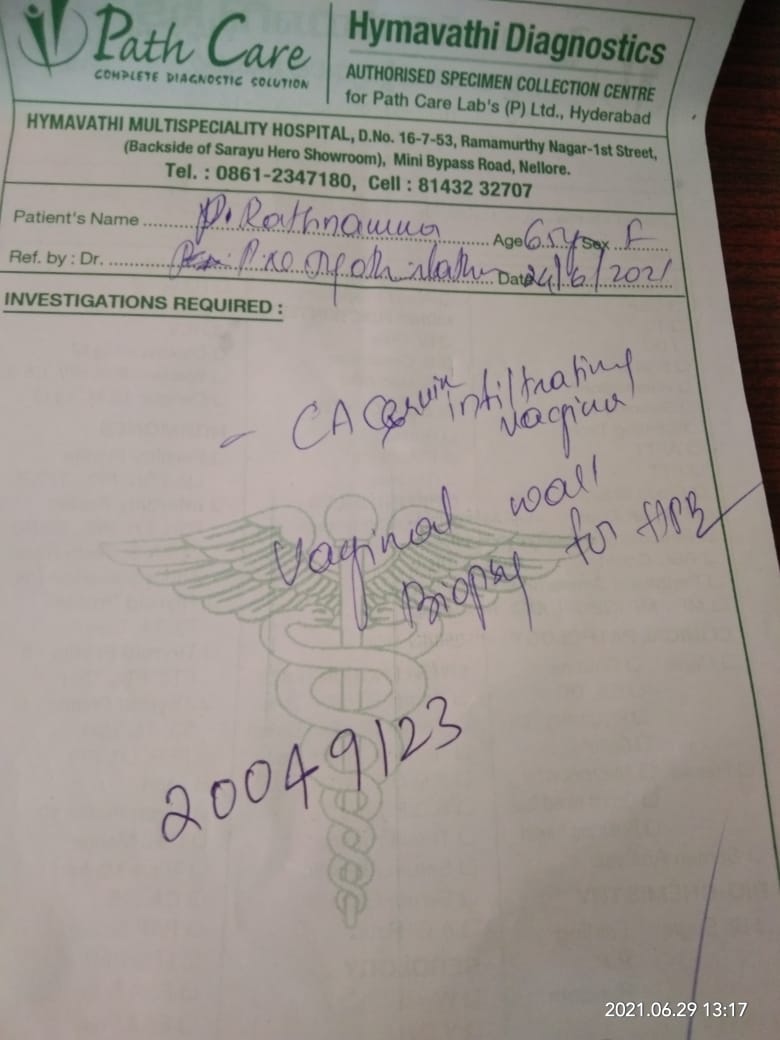 Path Care
COMPLETE DIAGNOSTIC SOLUTION
Hymavathi Diagnostics
AUTHORISED SPECIMEN COLLECTION CENTRE
for Path Care Lab's (P) Ltd., Hyderabad
HYMAVATHI MULTISPECIALITY HOSPITAL, D.No. 16-7-53, Ramamurthy Nagar-1st Street,
(Backside of Sarayu Hero Showroom), Mini Bypass Road, Nellore.
Tel. : 0861-2347180, Cell : 81432 32707
Patient's Name P. Rathnamma Age 65y Sex F
Ref. by : Dr. Date 24/6/2021
INVESTIGATIONS REQUIRED :
- CA Cervix infiltrating
vagina
Vaginal wall
Biopsy for HPE
20049123
2021.06.29 13:17